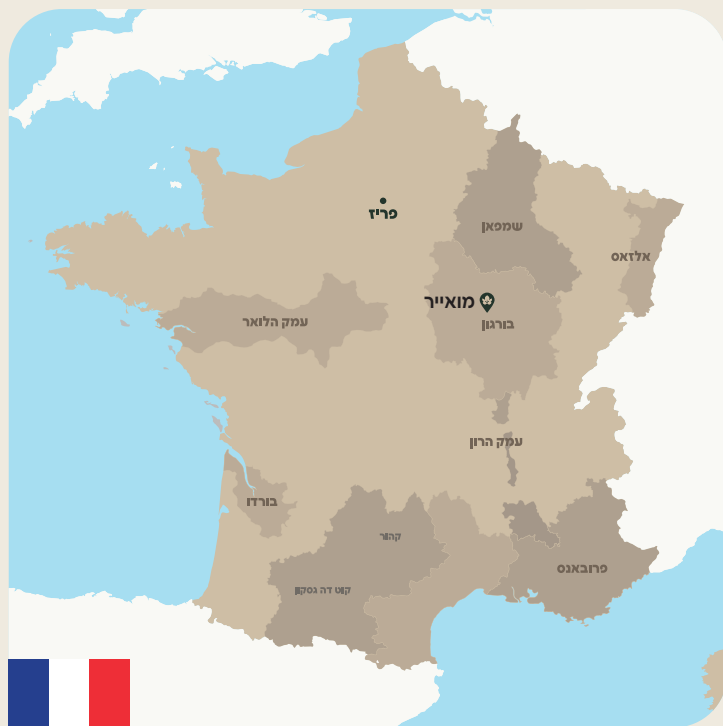 פריז
שמפאן
אלזאס
מואייר
עמק הלואר
בורגון
עמק הרון
בורדו
קהור
פרובאנס
קוט דה גסקון